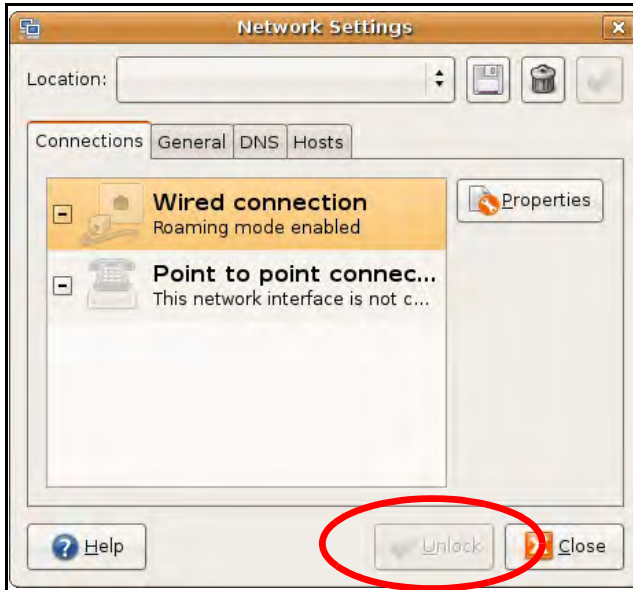 Network Settings
Location:
Connections General DNS Hosts
Wired connection
Roaming mode enabled
Properties
Point to point connec...
This network interface is not c...
Help Unlock Close